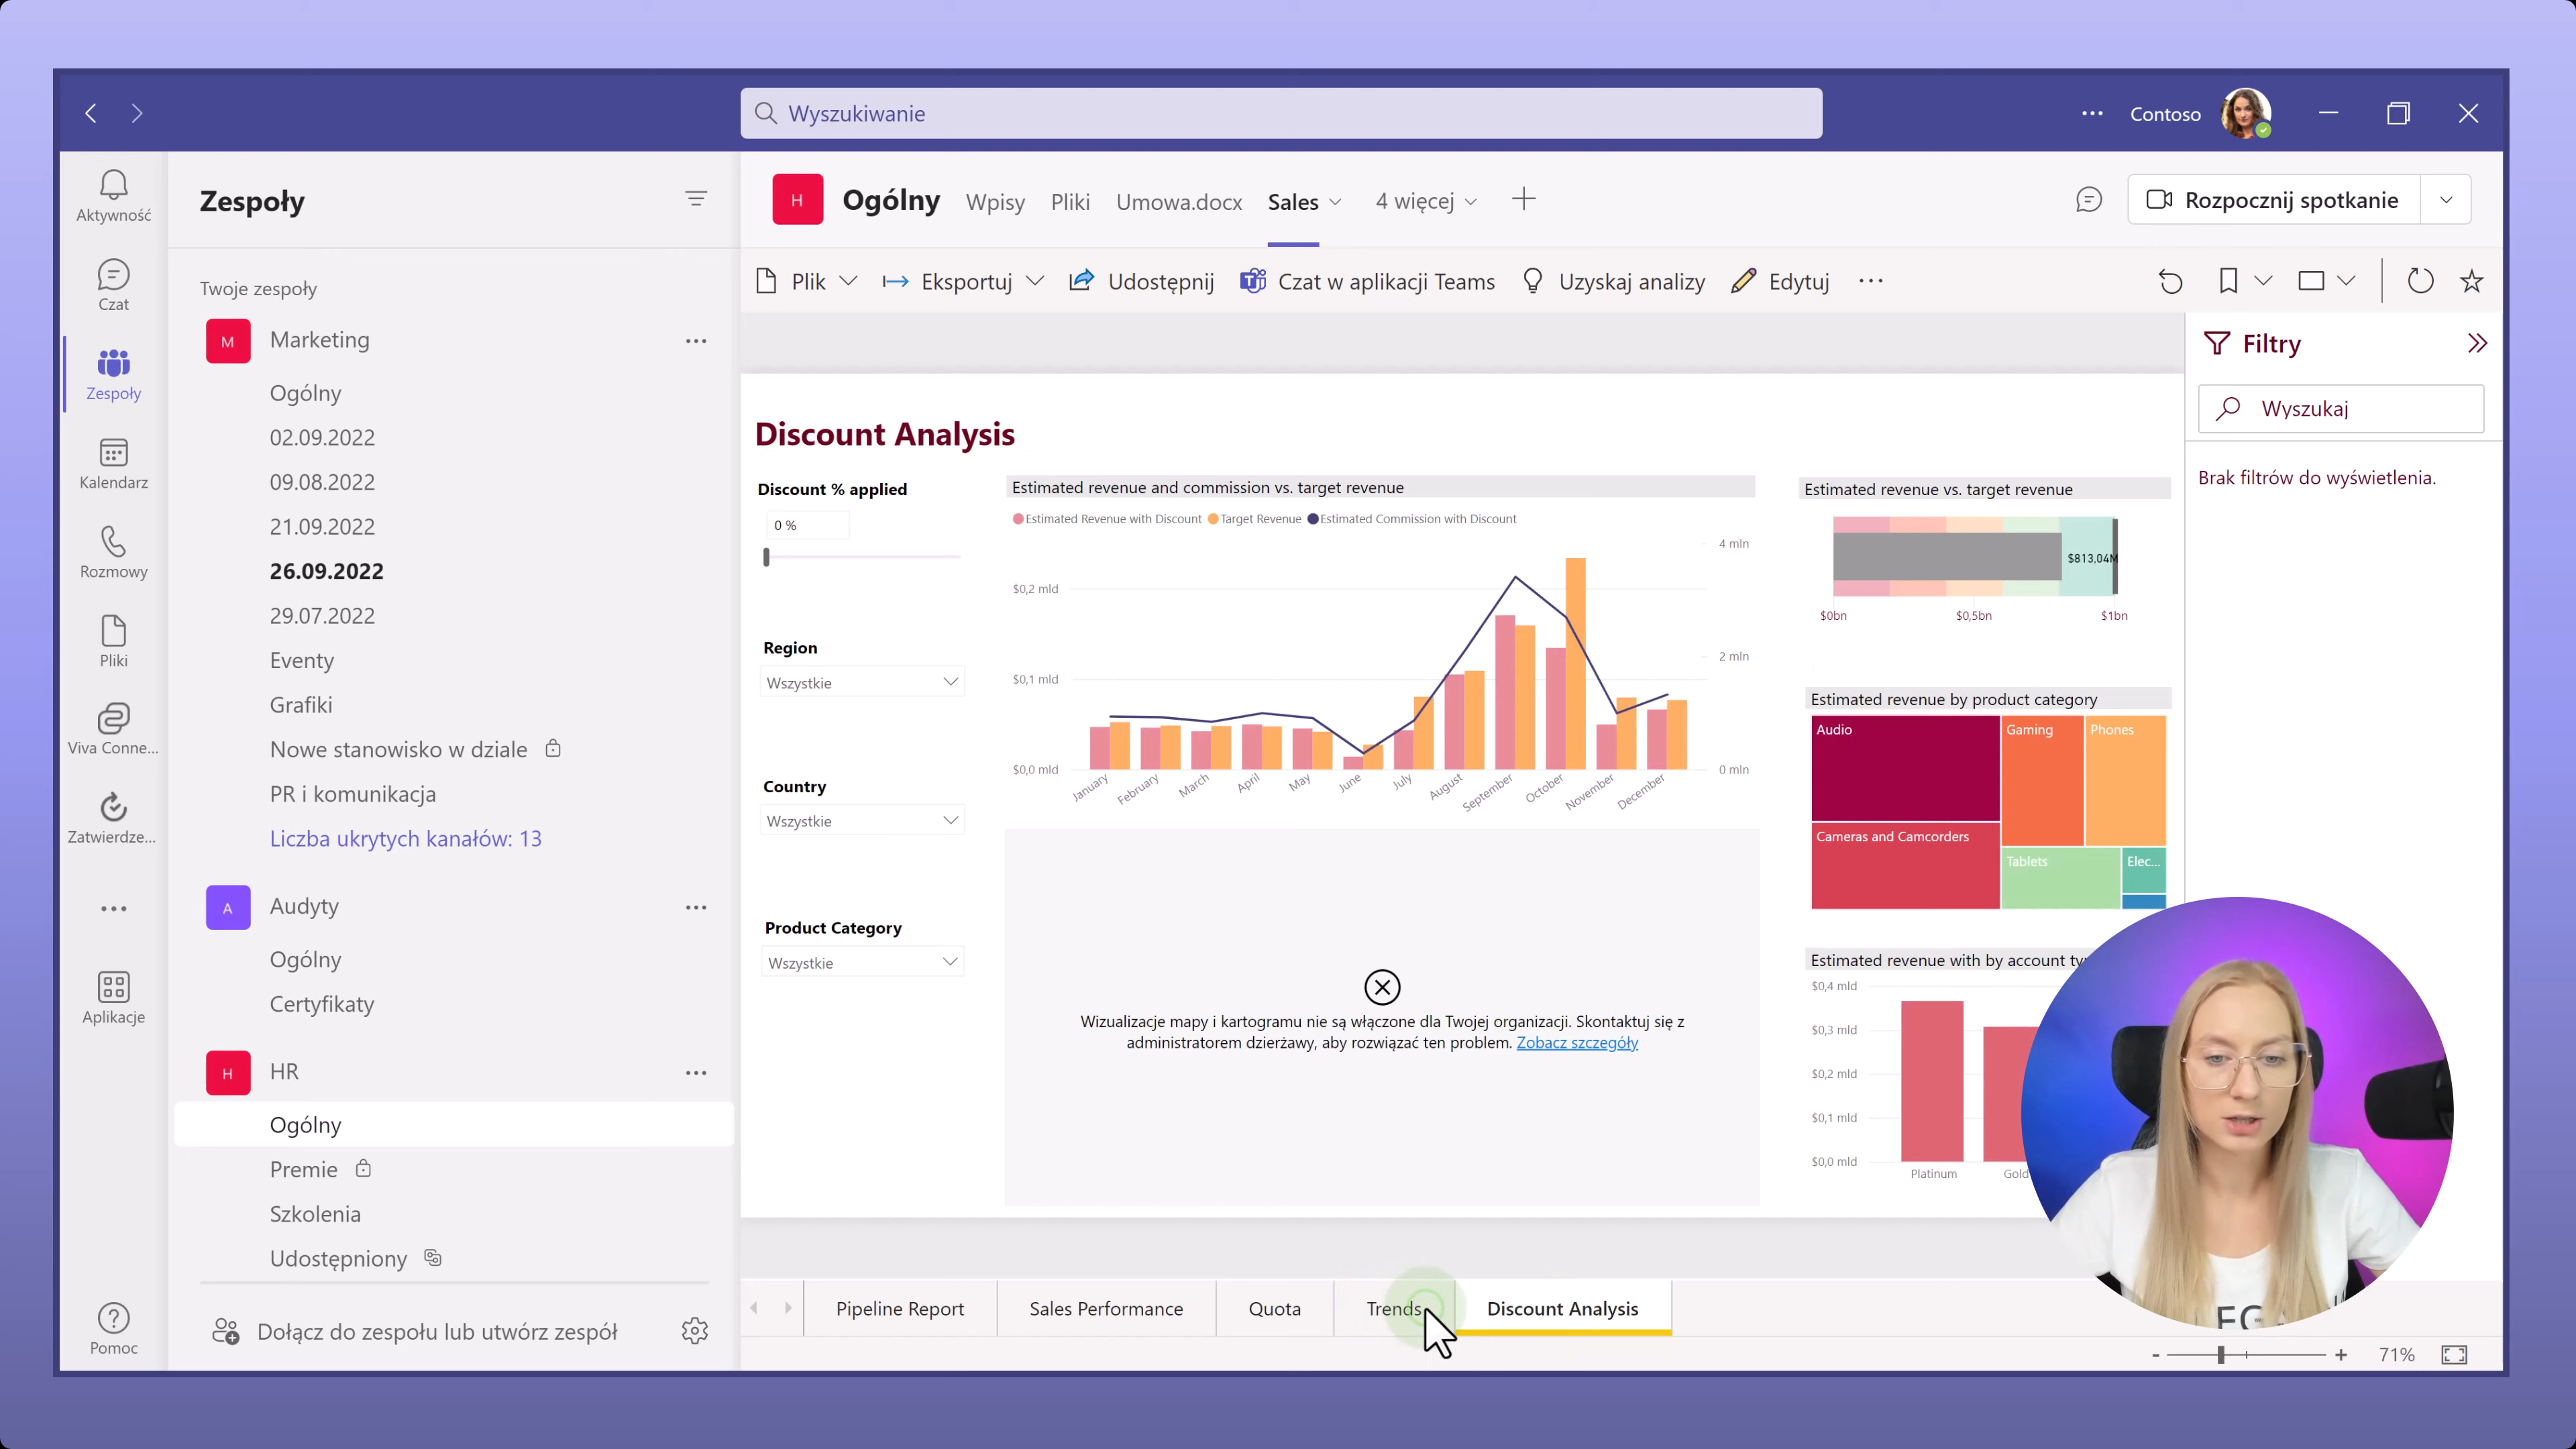 Wyszukiwanie
Contoso
Aktywność
Czat
Zespoły
Kalendarz
Rozmowy
Pliki
Viva Conne...
Zatwierdze...
Aplikacje
Pomoc
Zespoły
Twoje zespoły
M Marketing
Ogólny
02.09.2022
09.08.2022
21.09.2022
26.09.2022
29.07.2022
Eventy
Grafiki
Nowe stanowisko w dziale
PR i komunikacja
Liczba ukrytych kanałów: 13
A Audyty
Ogólny
Certyfikaty
H HR
Ogólny
Premie
Szkolenia
Udostępniony
Dołącz do zespołu lub utwórz zespół
H Ogólny Wpisy Pliki Umowa.docx Sales 4 więcej
Rozpocznij spotkanie
Plik Eksportuj Udostępnij Czat w aplikacji Teams Uzyskaj analizy Edytuj
Discount Analysis
Discount % applied
0 %
Region
Wszystkie
Country
Wszystkie
Product Category
Wszystkie
Estimated revenue and commission vs. target revenue
Estimated Revenue with Discount Target Revenue Estimated Commission with Discount
4 mln
$0,2 mld
2 mln
$0,1 mld
$0,0 mld
0 mln
January February March April May June July August September October November December
Wizualizacje mapy i kartogramu nie są włączone dla Twojej organizacji. Skontaktuj się z
administratorem dzierżawy, aby rozwiązać ten problem. Zobacz szczegóły
Estimated revenue vs. target revenue
$813,04M
$0bn $0,5bn $1bn
Estimated revenue by product category
Audio Gaming Phones
Cameras and Camcorders Tablets Elec...
Estimated revenue with by account ty
$0,4 mld
$0,3 mld
$0,2 mld
$0,1 mld
$0,0 mld
Platinum Gold
Filtry
Wyszukaj
Brak filtrów do wyświetlenia.
Pipeline Report Sales Performance Quota Trends Discount Analysis
- + 71%